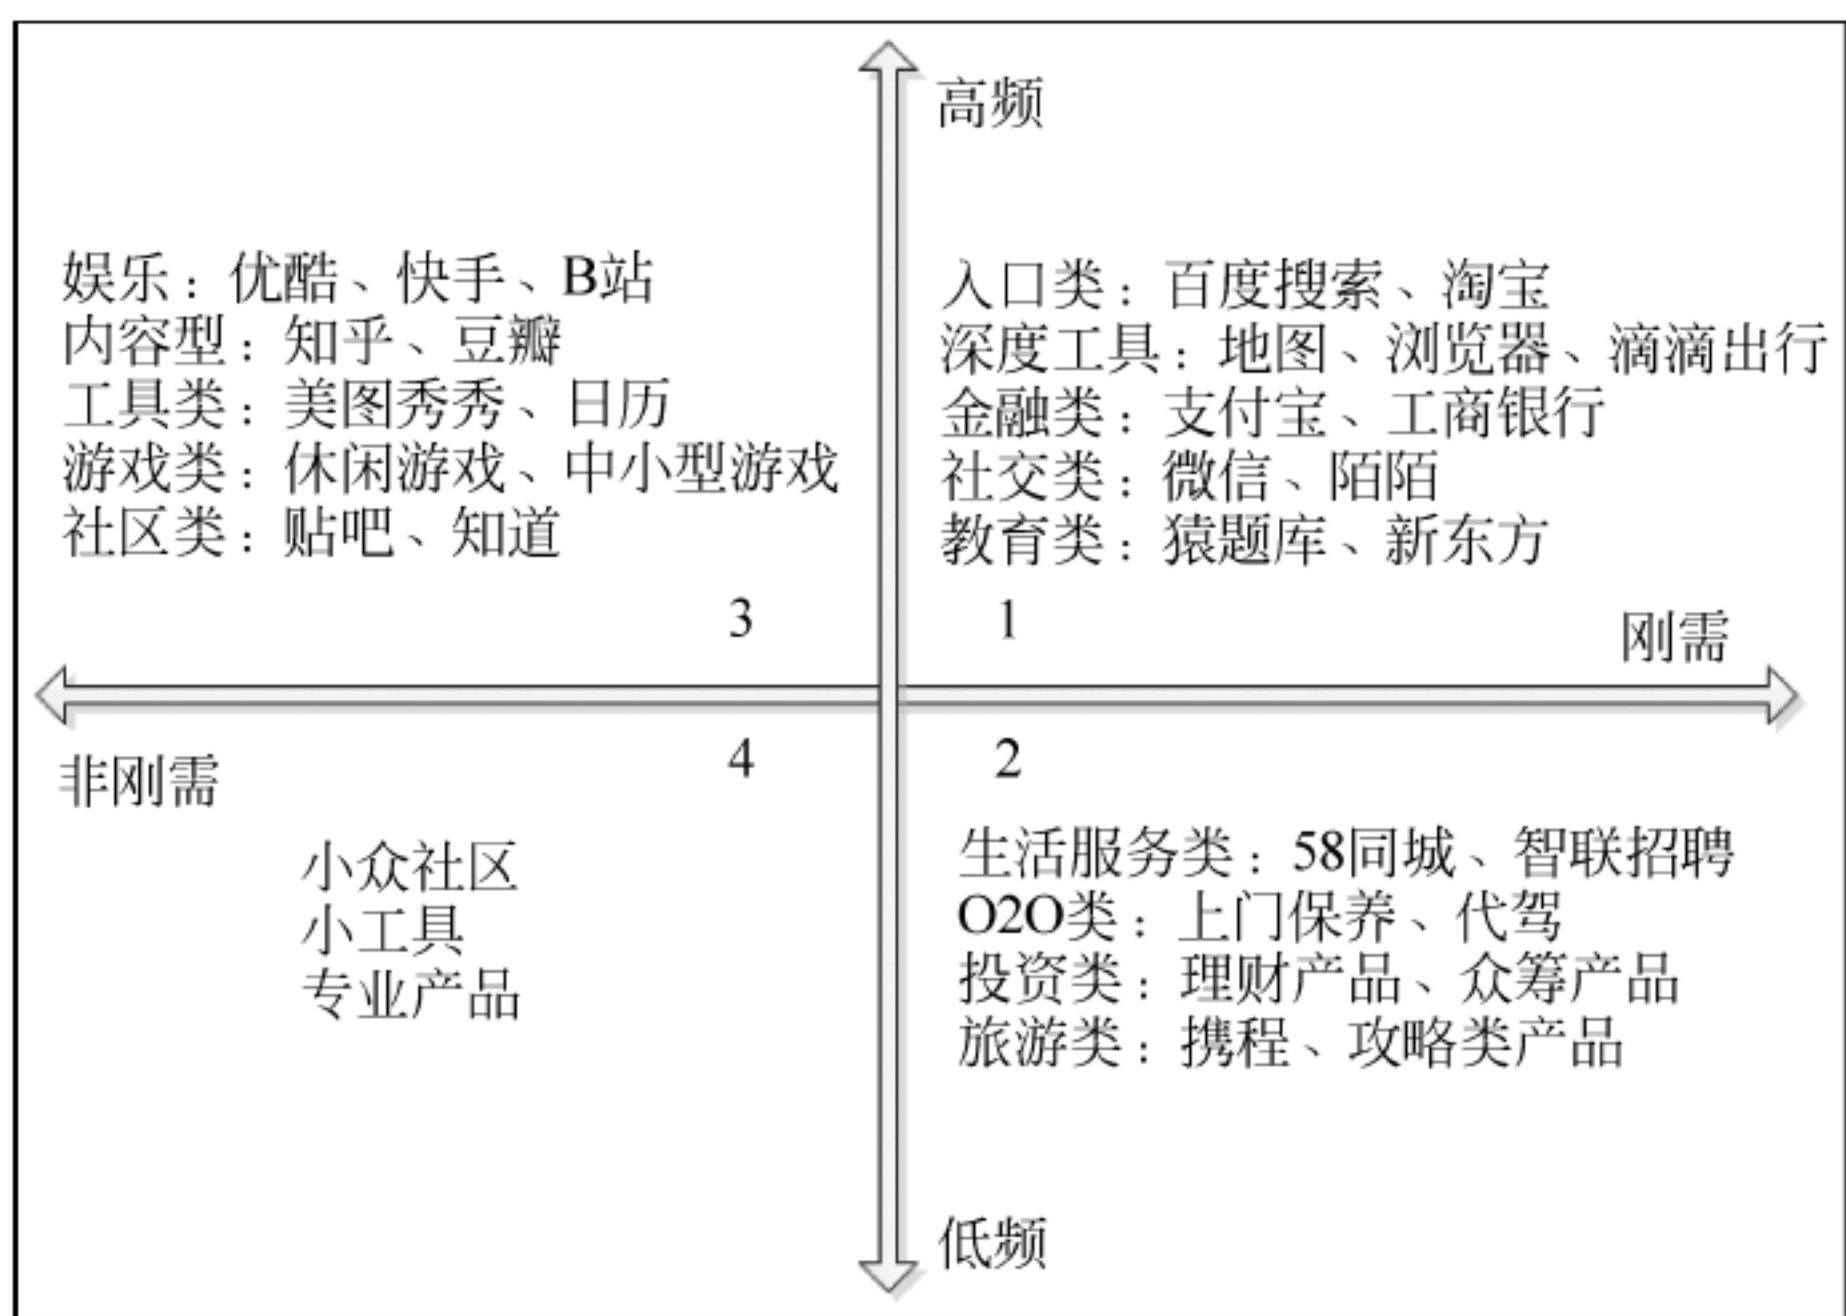 高频
娱乐：优酷、快手、B站
内容型：知乎、豆瓣
工具类：美图秀秀、日历
游戏类：休闲游戏、中小型游戏
社区类：贴吧、知道
3
入口类：百度搜索、淘宝
深度工具：地图、浏览器、滴滴出行
金融类：支付宝、工商银行
社交类：微信、陌陌
教育类：猿题库、新东方
1
刚需
非刚需
4
小众社区
小工具
专业产品
2
生活服务类：58同城、智联招聘
O2O类：上门保养、代驾
投资类：理财产品、众筹产品
旅游类：携程、攻略类产品
低频